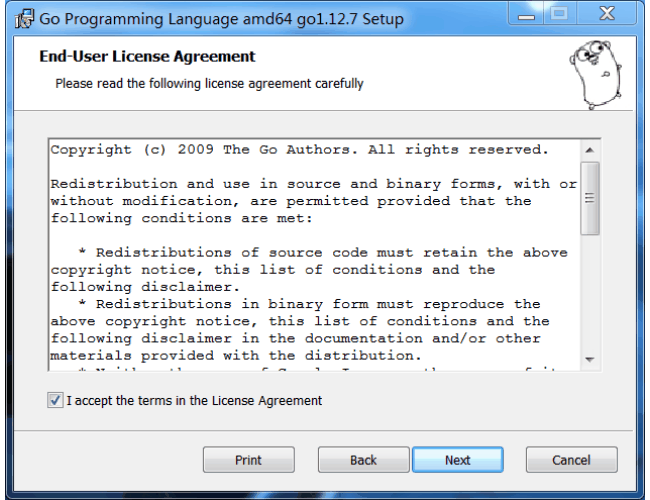 Go Programming Language amd64 go1.12.7 Setup
End-User License Agreement
Please read the following license agreement carefully
Copyright (c) 2009 The Go Authors. All rights reserved.
Redistribution and use in source and binary forms, with or
without modification, are permitted provided that the
following conditions are met:
* Redistributions of source code must retain the above
copyright notice, this list of conditions and the
following disclaimer.
* Redistributions in binary form must reproduce the
above copyright notice, this list of conditions and the
following disclaimer in the documentation and/or other
materials provided with the distribution.
I accept the terms in the License Agreement
Print
Back
Next
Cancel